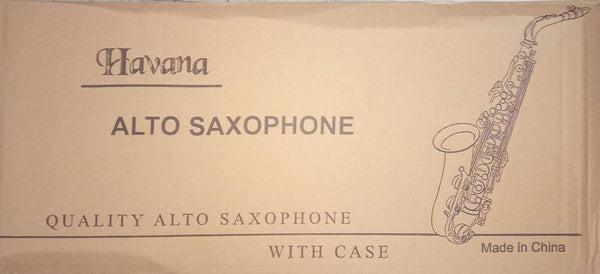 Havana
ALTO SAXOPHONE
QUALITY ALTO SAXOPHONE
WITH CASE
Made in China